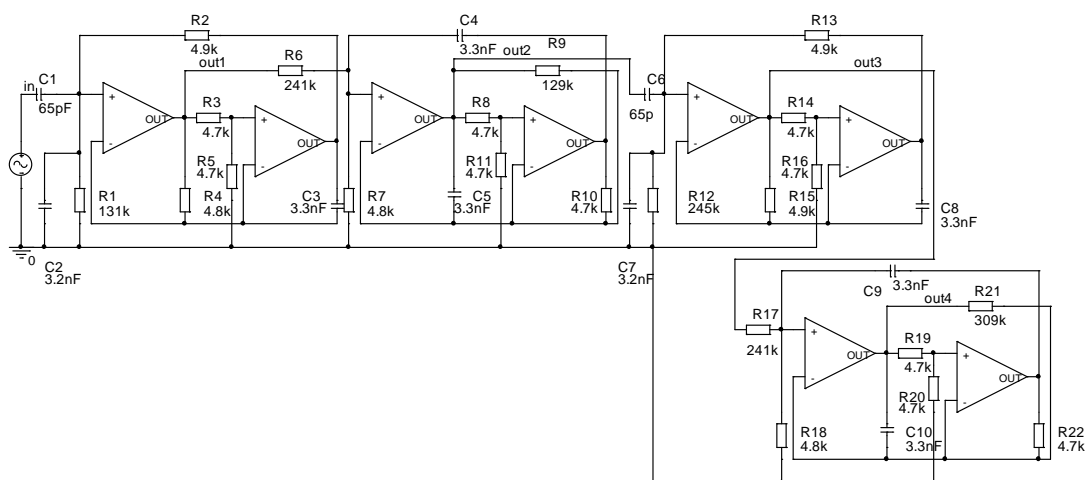 R2
4.9k
C4
3.3nF
R9
out2
129k
R13
4.9k
in
C1
65pF
out1
R6
241k
C6
65p
out3
+
-
OUT
R3
4.7k
+
-
OUT
+
-
OUT
R8
4.7k
+
-
OUT
+
-
OUT
R14
4.7k
+
-
OUT
R5
4.7k
R4
4.8k
R1
131k
C3
3.3nF
R7
4.8k
R11
4.7k
C5
3.3nF
R10
4.7k
R12
245k
R16
4.7k
R15
4.9k
C8
3.3nF
0
C2
3.2nF
C7
3.2nF
C9
3.3nF
out4
R21
309k
R17
241k
+
-
OUT
R19
4.7k
+
-
OUT
R20
4.7k
R18
4.8k
C10
3.3nF
R22
4.7k